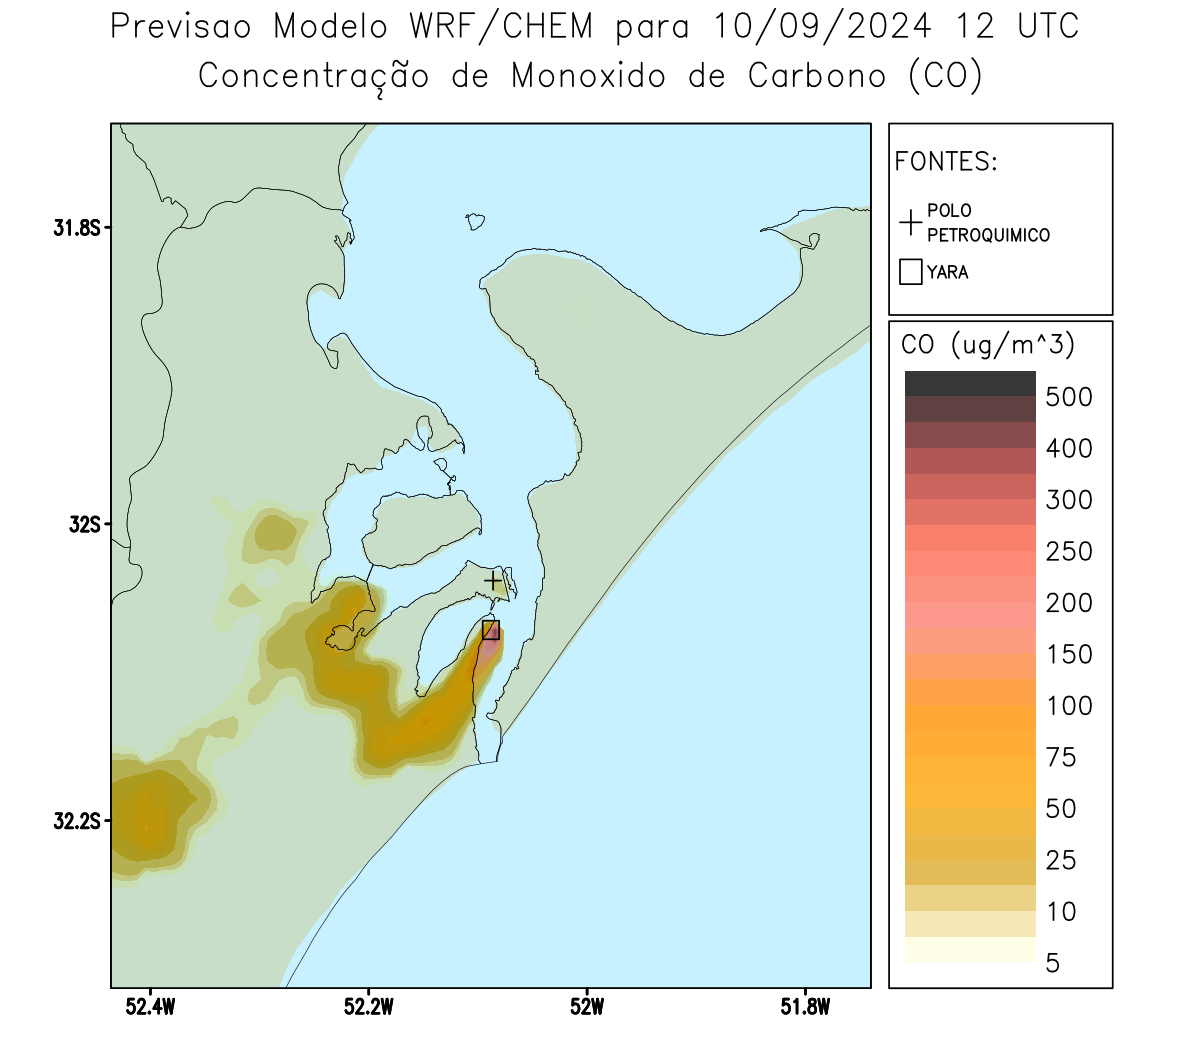 Previsao Modelo WRF/CHEM para 10/09/2024 12 UTC
Concentração de Monoxido de Carbono (CO)
FONTES:
POLO
PETROQUIMICO
YARA
CO (ug/m^3)
500
400
300
250
200
150
100
75
50
25
10
5
31.8S
32S
32.2S
52.4W
52.2W
52W
51.8W